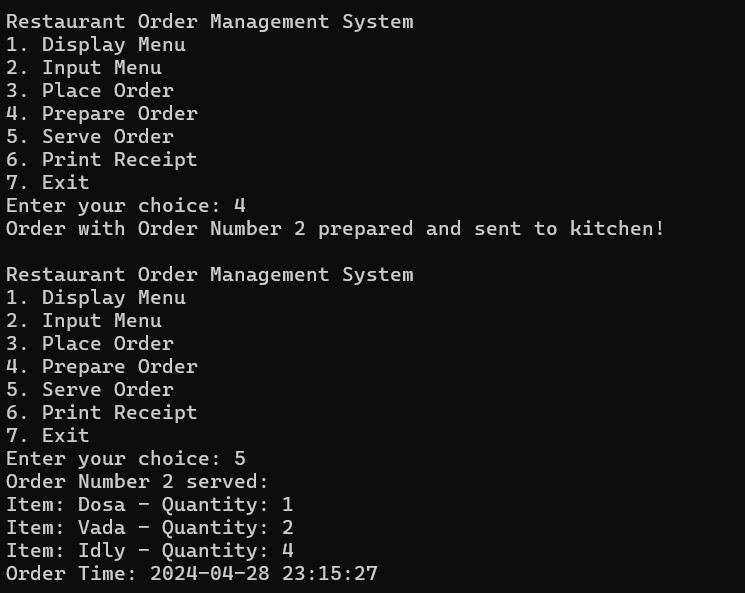 Restaurant Order Management System
1. Display Menu
2. Input Menu
3. Place Order
4. Prepare Order
5. Serve Order
6. Print Receipt
7. Exit
Enter your choice: 4
Order with Order Number 2 prepared and sent to kitchen!

Restaurant Order Management System
1. Display Menu
2. Input Menu
3. Place Order
4. Prepare Order
5. Serve Order
6. Print Receipt
7. Exit
Enter your choice: 5
Order Number 2 served:
Item: Dosa - Quantity: 1
Item: Vada - Quantity: 2
Item: Idly - Quantity: 4
Order Time: 2024-04-28 23:15:27